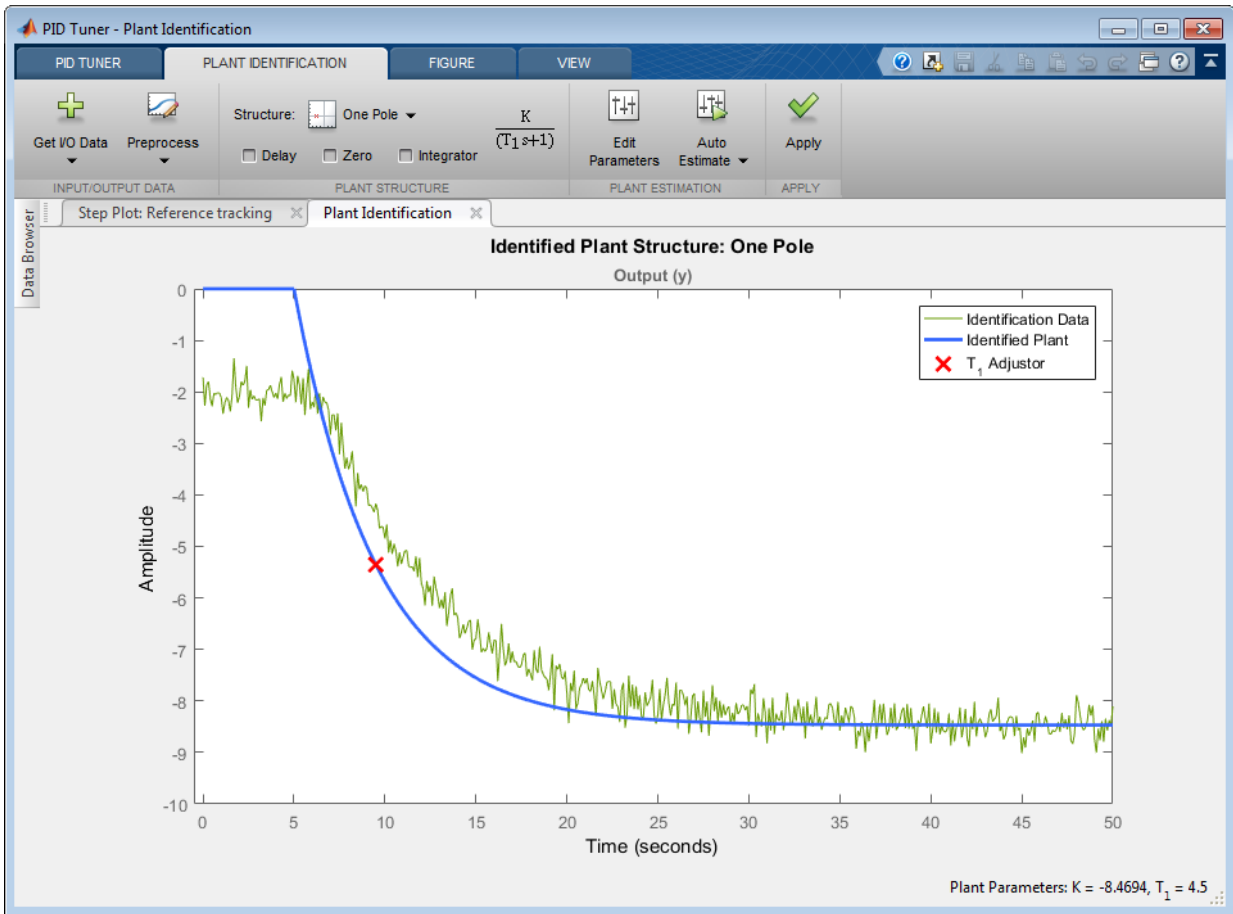 PID Tuner - Plant Identification
PID TUNER
PLANT IDENTIFICATION
FIGURE
VIEW
Get I/O Data
Preprocess
Structure:
One Pole
Delay
Zero
Integrator
K
(T1s+1)
Edit
Parameters
Auto
Estimate
Apply
INPUT/OUTPUT DATA
PLANT STRUCTURE
PLANT ESTIMATION
APPLY
Data Browser
Step Plot: Reference tracking
Plant Identification
Identified Plant Structure: One Pole
Output (y)
Identification Data
Identified Plant
T1 Adjustor
Amplitude
0
-1
-2
-3
-4
-5
-6
-7
-8
-9
-10
0 5 10 15 20 25 30 35 40 45 50
Time (seconds)
Plant Parameters: K = -8.4694, T1 = 4.5